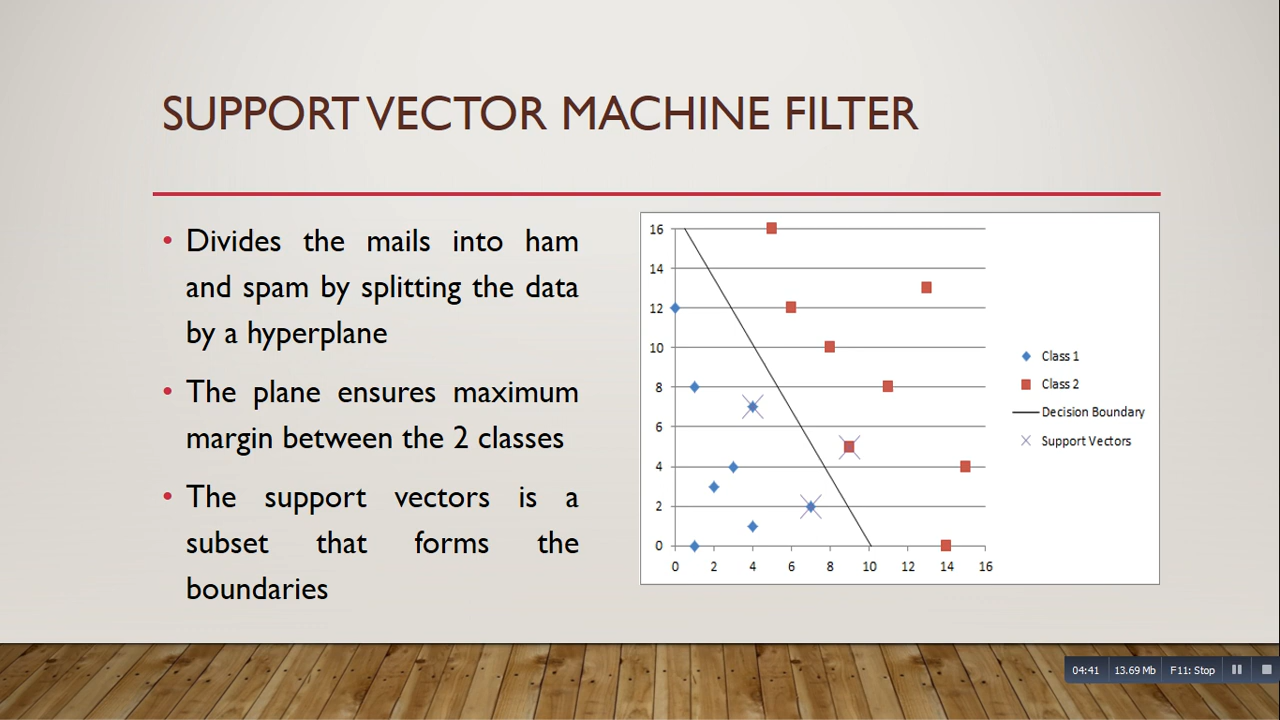 SUPPORT VECTOR MACHINE FILTER
• Divides the mails into ham
and spam by splitting the data
by a hyperplane
• The plane ensures maximum
margin between the 2 classes
• The support vectors is a
subset that forms the
boundaries
16
14
12
10
8
6
4
2
0
0 2 4 6 8 10 12 14 16
Class 1
Class 2
Decision Boundary
Support Vectors
04:41 13.69 Mb F11: Stop